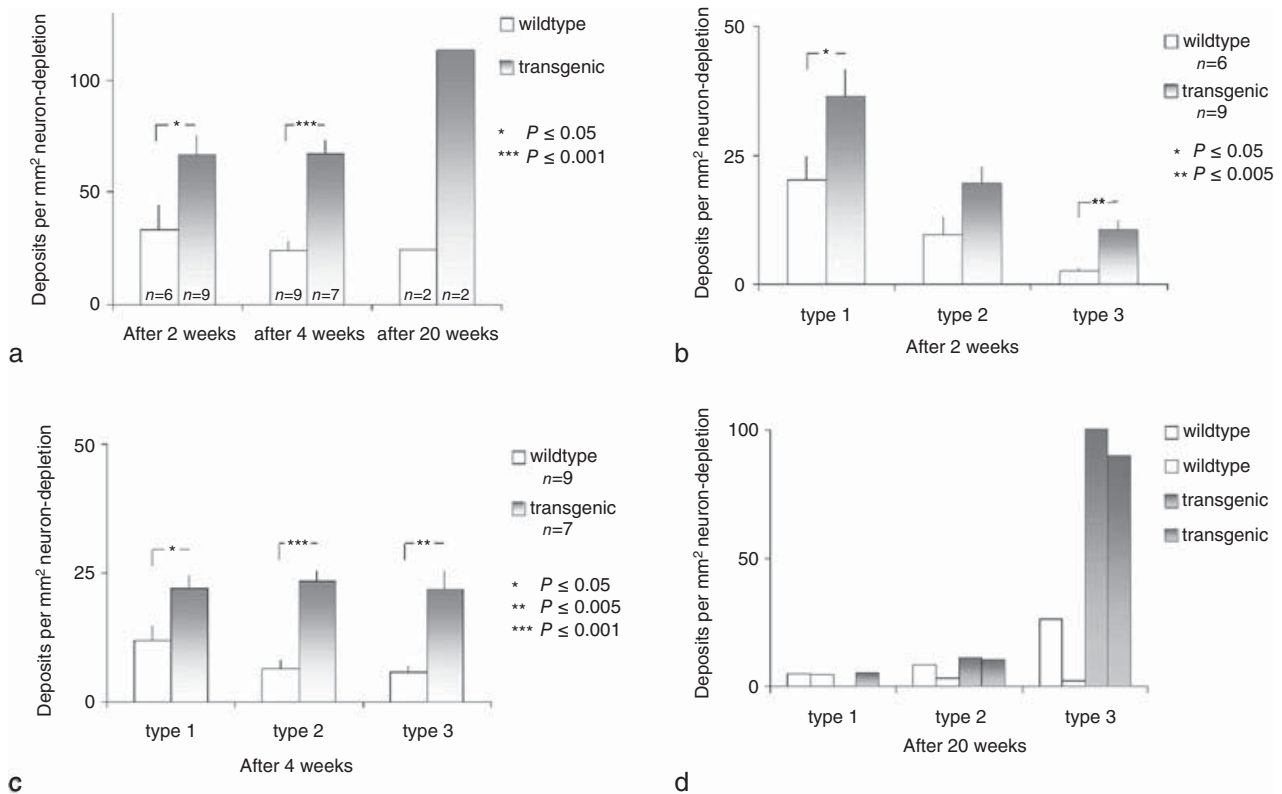 100
50
0
Deposits per mm² neuron-depletion
* ***
n=6 n=9 n=9 n=7 n=2 n=2
After 2 weeks after 4 weeks after 20 weeks
wildtype
transgenic
* P ≤ 0.05
*** P ≤ 0.001
a
50
25
0
Deposits per mm² neuron-depletion
* **
type 1 type 2 type 3
After 2 weeks
wildtype
n=6
transgenic
n=9
* P ≤ 0.05
** P ≤ 0.005
b
50
25
0
Deposits per mm² neuron-depletion
* *** **
type 1 type 2 type 3
After 4 weeks
wildtype
n=9
transgenic
n=7
* P ≤ 0.05
** P ≤ 0.005
*** P ≤ 0.001
c
100
50
0
Deposits per mm² neuron-depletion
type 1 type 2 type 3
After 20 weeks
wildtype
wildtype
transgenic
transgenic
d